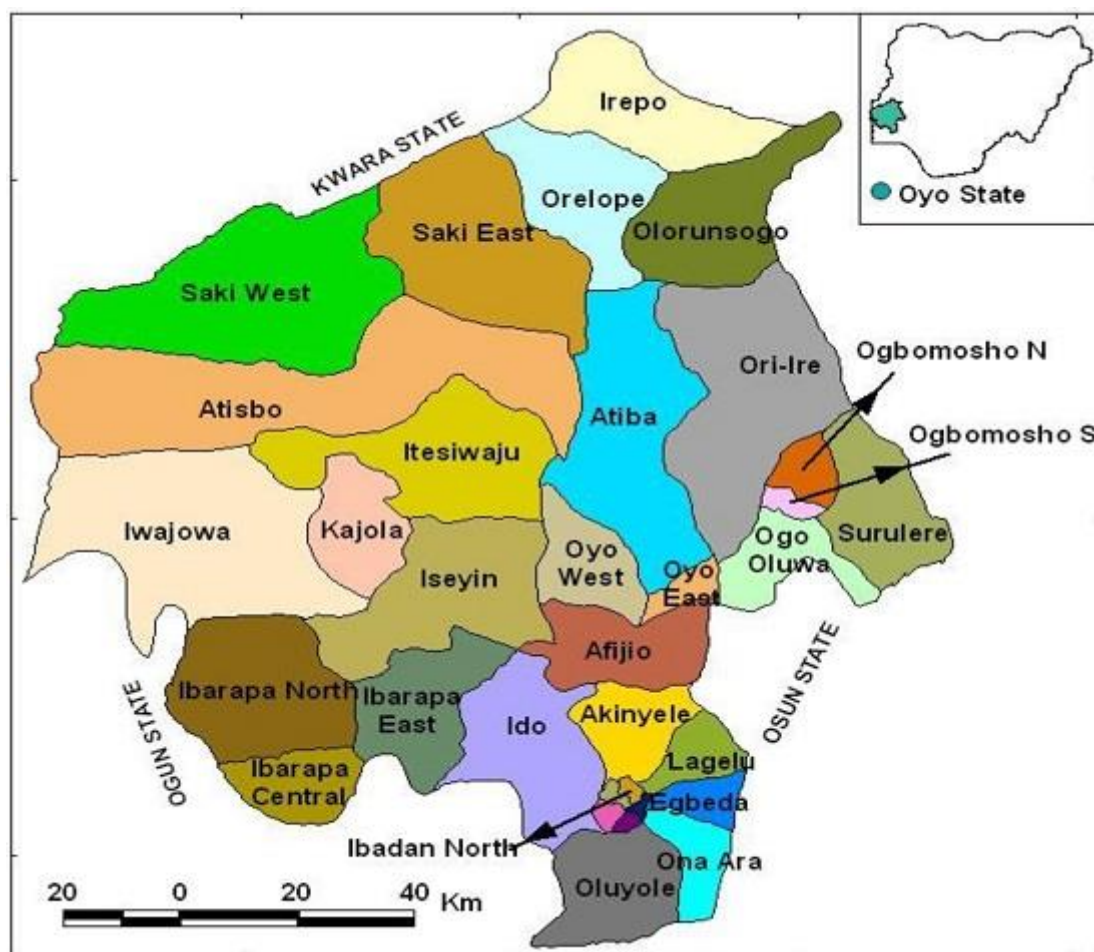 Irepo
KWARA STATE
Orelope
Oyo State
Saki East
Olorunsogo
Saki West
Ogbomosho N
Ori-Ire
Atisbo
Atiba
Ogbomosho S
Itesiwaju
Iwajowa
Kajola
Surulere
Ogo
Oluwa
Oyo
West
Iseyin
Oyo
East
Afijio
OSUN STATE
Ibarapa North
Ibarapa
East
Ido
Akinyele
OGUN STATE
Lagelu
Ibarapa
Central
Egbeda
Ibadan North
Ona Ara
Oluyole
20 0 20 40 Km